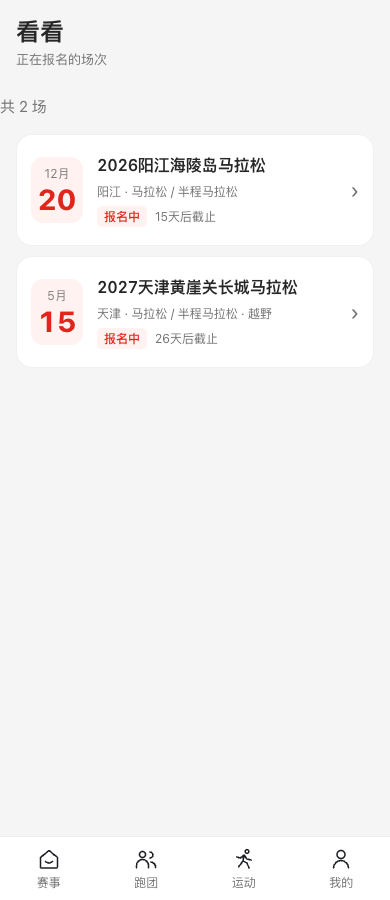 看看
正在报名的场次
共 2 场
12月
20
2026阳江海陵岛马拉松
阳江 · 马拉松 / 半程马拉松
报名中 15天后截止
5月
15
2027天津黄崖关长城马拉松
天津 · 马拉松 / 半程马拉松 · 越野
报名中 26天后截止
赛事 跑团 运动 我的